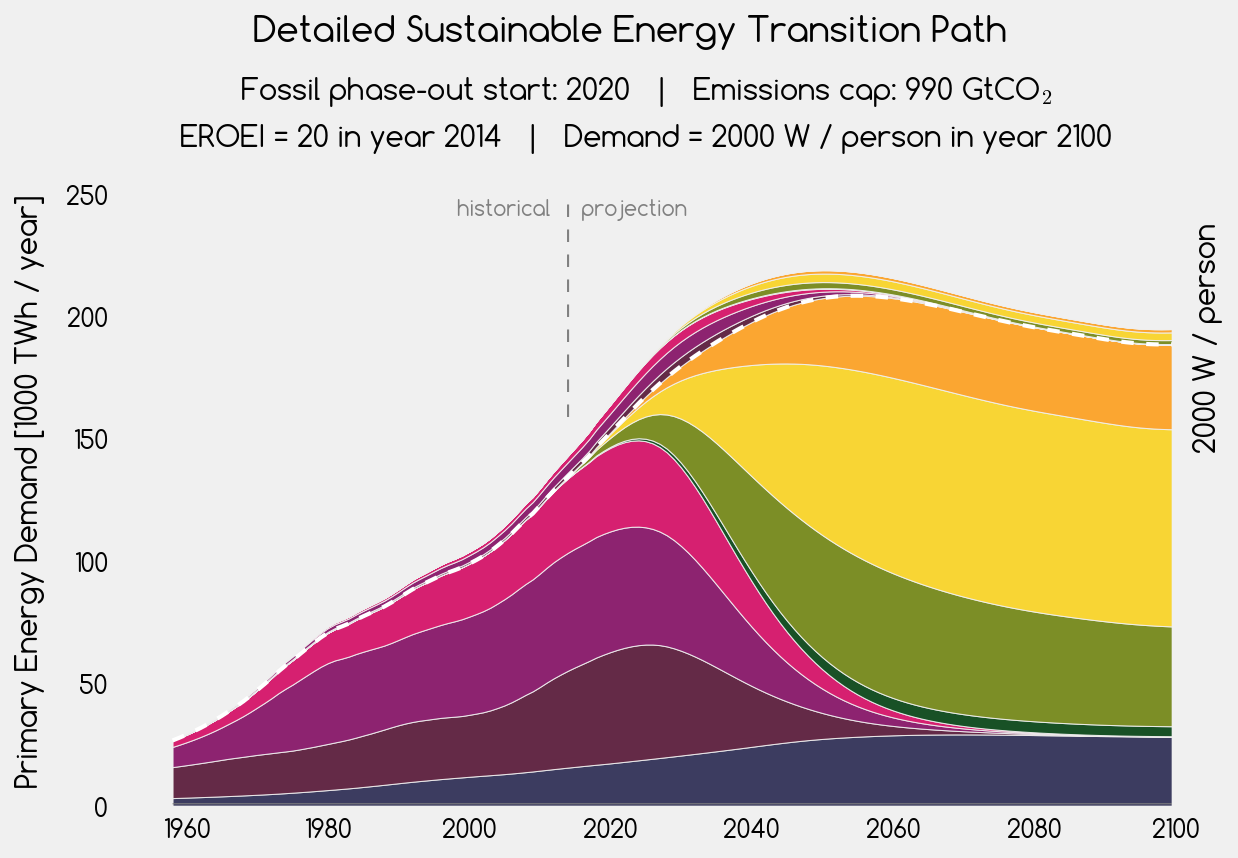 Detailed Sustainable Energy Transition Path
Fossil phase-out start: 2020 | Emissions cap: 990 GtCO₂
EROEI = 20 in year 2014 | Demand = 2000 W / person in year 2100
Primary Energy Demand [1000 TWh / year]
250
200
150
100
50
0
historical
projection
2000 W / person
1960 1980 2000 2020 2040 2060 2080 2100